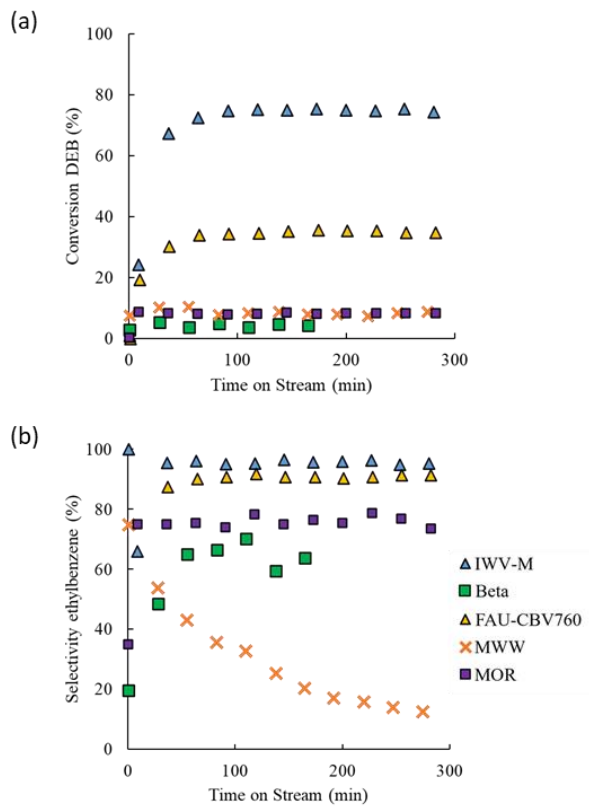 (a)
100
80
60
40
20
0
Conversion DEB (%)
0 100 200 300
Time on Stream (min)
(b)
100
80
60
40
20
0
Selectivity ethylbenzene (%)
0 100 200 300
Time on Stream (min)
IWV-M
Beta
FAU-CBV760
MWW
MOR